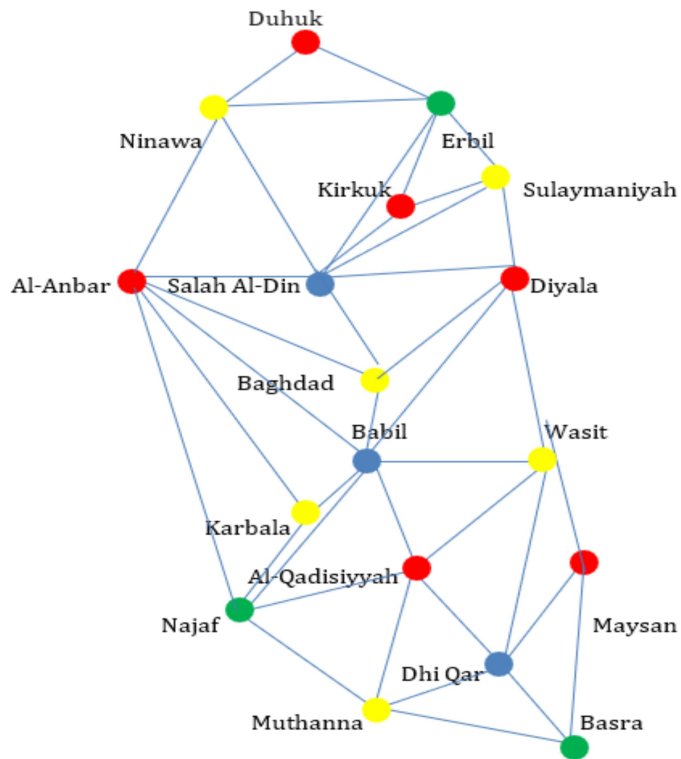 Duhuk
Ninawa
Erbil
Kirkuk
Sulaymaniyah
Al-Anbar
Salah Al-Din
Diyala
Baghdad
Babil
Wasit
Karbala
Al-Qadisiyyah
Najaf
Maysan
Dhi Qar
Muthanna
Basra